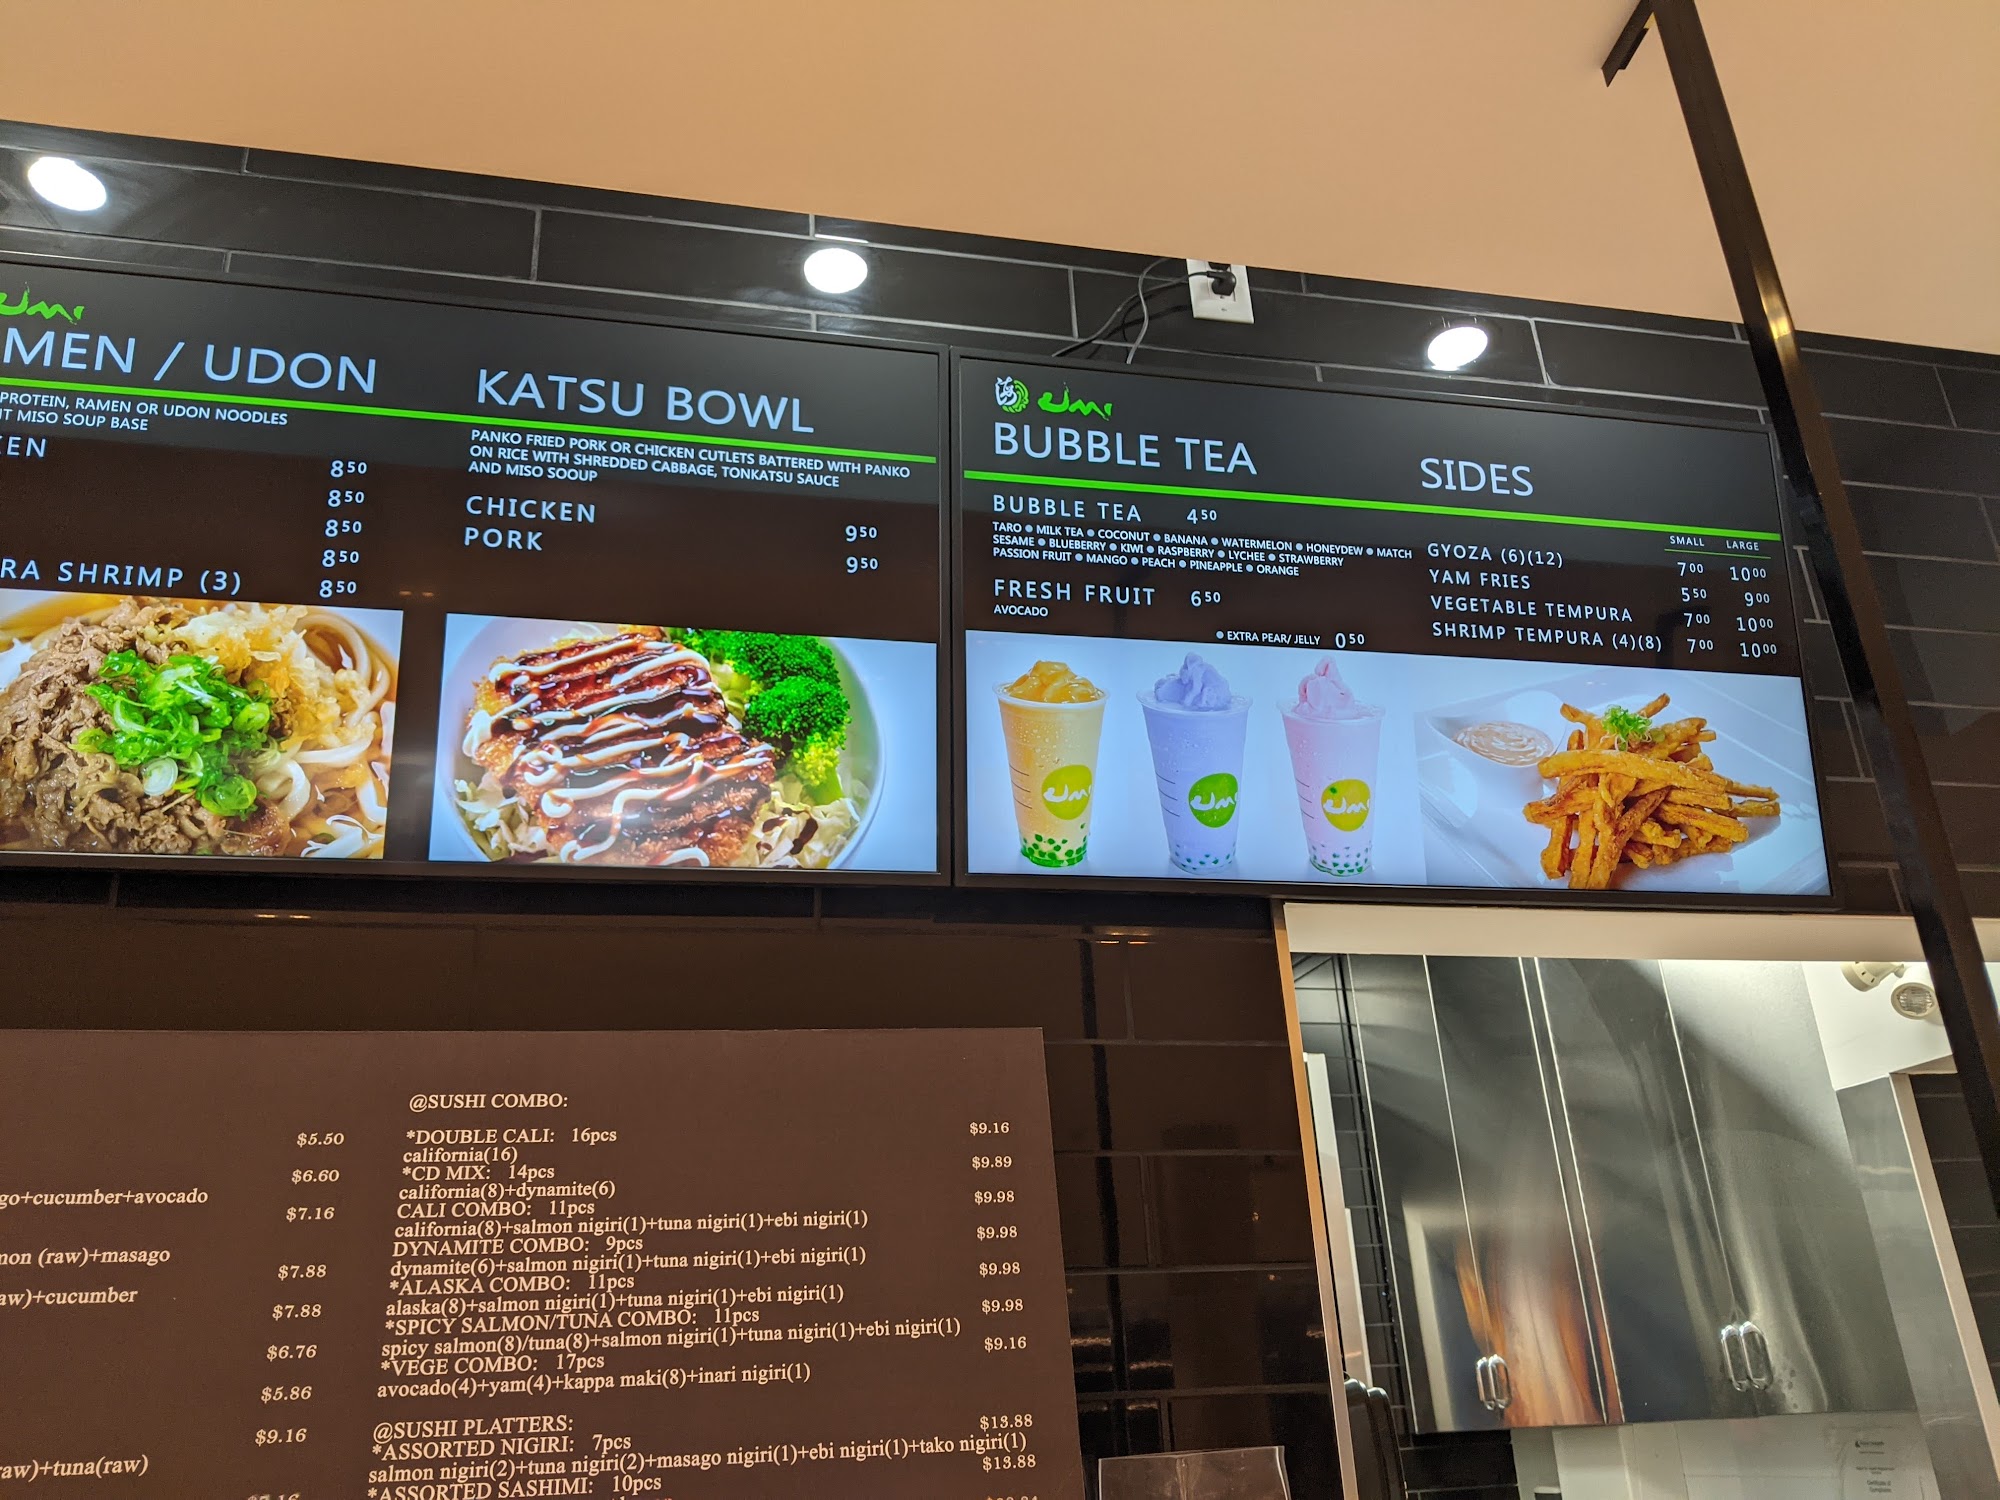 umi
MEN / UDON
PROTEIN, RAMEN OR UDON NOODLES
MISO SOUP BASE
8⁵⁰
8⁵⁰
8⁵⁰
8⁵⁰
RA SHRIMP (3) 8⁵⁰
KATSU BOWL
PANKO FRIED PORK OR CHICKEN CUTLETS BATTERED WITH PANKO
ON RICE WITH SHREDDED CABBAGE, TONKATSU SAUCE
AND MISO SOOUP
CHICKEN 9⁵⁰
PORK 9⁵⁰
umi
BUBBLE TEA
BUBBLE TEA 4⁵⁰
TARO ● MILK TEA ● COCONUT ● BANANA ● WATERMELON ● HONEYDEW ● MATCH
SESAME ● BLUEBERRY ● KIWI ● RASPBERRY ● LYCHEE ● STRAWBERRY
PASSION FRUIT ● MANGO ● PEACH ● PINEAPPLE ● ORANGE
FRESH FRUIT 6⁵⁰
AVOCADO
● EXTRA PEAR/ JELLY 0⁵⁰
SIDES
SMALL LARGE
GYOZA (6)(12) 7⁰⁰ 10⁰⁰
YAM FRIES 5⁵⁰ 9⁰⁰
VEGETABLE TEMPURA 7⁰⁰ 10⁰⁰
SHRIMP TEMPURA (4)(8) 7⁰⁰ 10⁰⁰
umi
umi
umi
$5.50
$6.60
go+cucumber+avocado
$7.16
mon (raw)+masago
$7.88
aw)+cucumber
$7.88
$6.76
$5.86
$9.16
raw)+tuna(raw)
@SUSHI COMBO:
*DOUBLE CALI: 16pcs $9.16
california(16)
*CD MIX: 14pcs $9.89
california(8)+dynamite(6)
CALI COMBO: 11pcs $9.98
california(8)+salmon nigiri(1)+tuna nigiri(1)+ebi nigiri(1)
DYNAMITE COMBO: 9pcs $9.98
dynamite(6)+salmon nigiri(1)+tuna nigiri(1)+ebi nigiri(1)
*ALASKA COMBO: 11pcs $9.98
alaska(8)+salmon nigiri(1)+tuna nigiri(1)+ebi nigiri(1)
*SPICY SALMON/TUNA COMBO: 11pcs $9.98
spicy salmon(8)/tuna(8)+salmon nigiri(1)+tuna nigiri(1)+ebi nigiri(1)
*VEGE COMBO: 17pcs $9.16
avocado(4)+yam(4)+kappa maki(8)+inari nigiri(1)
@SUSHI PLATTERS:
*ASSORTED NIGIRI: 7pcs $13.88
salmon nigiri(2)+tuna nigiri(2)+masago nigiri(1)+ebi nigiri(1)+tako nigiri(1)
*ASSORTED SASHIMI: 10pcs $13.88